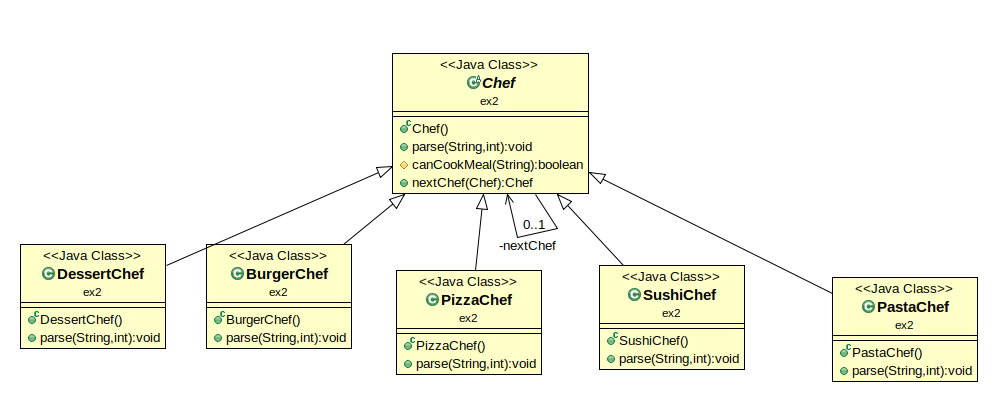 <<Java Class>>
Chef
ex2
Chef()
parse(String,int):void
canCookMeal(String):boolean
nextChef(Chef):Chef
0..1
-nextChef
<<Java Class>>
DessertChef
ex2
DessertChef()
parse(String,int):void
<<Java Class>>
BurgerChef
ex2
BurgerChef()
parse(String,int):void
<<Java Class>>
PizzaChef
ex2
PizzaChef()
parse(String,int):void
<<Java Class>>
SushiChef
ex2
SushiChef()
parse(String,int):void
<<Java Class>>
PastaChef
ex2
PastaChef()
parse(String,int):void